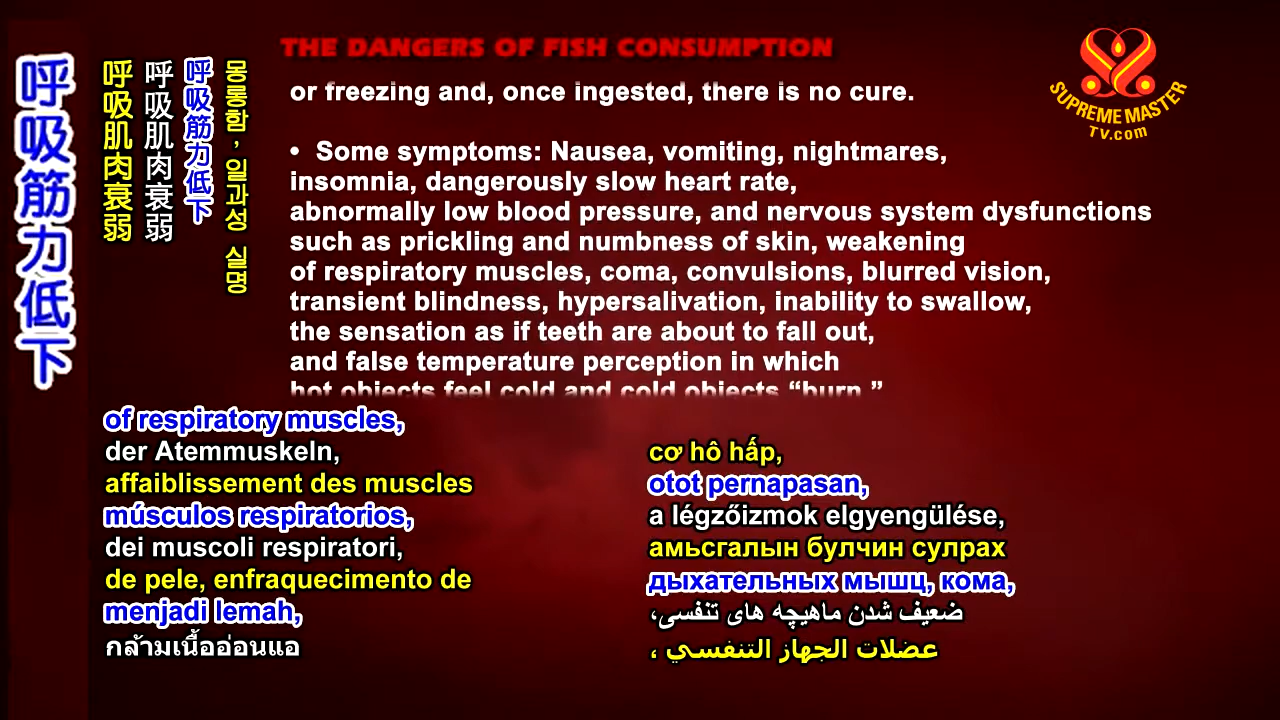 THE DANGERS OF FISH CONSUMPTION
SUPREME MASTER
TV.com
呼吸筋力低下
呼吸肌肉衰弱
呼吸肌肉衰弱
呼吸筋力低下
몽롱함, 일과성 실명
or freezing and, once ingested, there is no cure.
• Some symptoms: Nausea, vomiting, nightmares,
insomnia, dangerously slow heart rate,
abnormally low blood pressure, and nervous system dysfunctions
such as prickling and numbness of skin, weakening
of respiratory muscles, coma, convulsions, blurred vision,
transient blindness, hypersalivation, inability to swallow,
the sensation as if teeth are about to fall out,
and false temperature perception in which
hot objects feel cold and cold objects “burn.”
of respiratory muscles,
der Atemmuskeln,
affaiblissement des muscles
músculos respiratorios,
dei muscoli respiratori,
de pele, enfraquecimento de
menjadi lemah,
กล้ามเนื้ออ่อนแอ
cơ hô hấp,
otot pernapasan,
a légzőizmok elgyengülése,
амьсгалын булчин сулрах
дыхательных мышц, кома,
ضعیف شدن ماهیچه های تنفسی،
عضلات الجهاز التنفسي ،